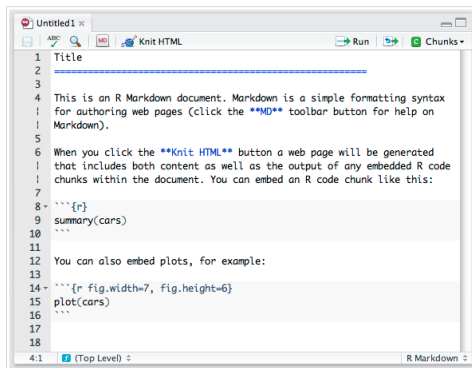 Untitled1 ×
ABC MD Knit HTML Run Chunks
1 Title
2 ==========================================================
3
4 This is an R Markdown document. Markdown is a simple formatting syntax
for authoring web pages (click the **MD** toolbar button for help on
Markdown).
5
6 When you click the **Knit HTML** button a web page will be generated
that includes both content as well as the output of any embedded R code
chunks within the document. You can embed an R code chunk like this:
7
8 ```{r}
9 summary(cars)
10 ```
11
12 You can also embed plots, for example:
13
14 ```{r fig.width=7, fig.height=6}
15 plot(cars)
16 ```
17
18
4:1 (Top Level) R Markdown